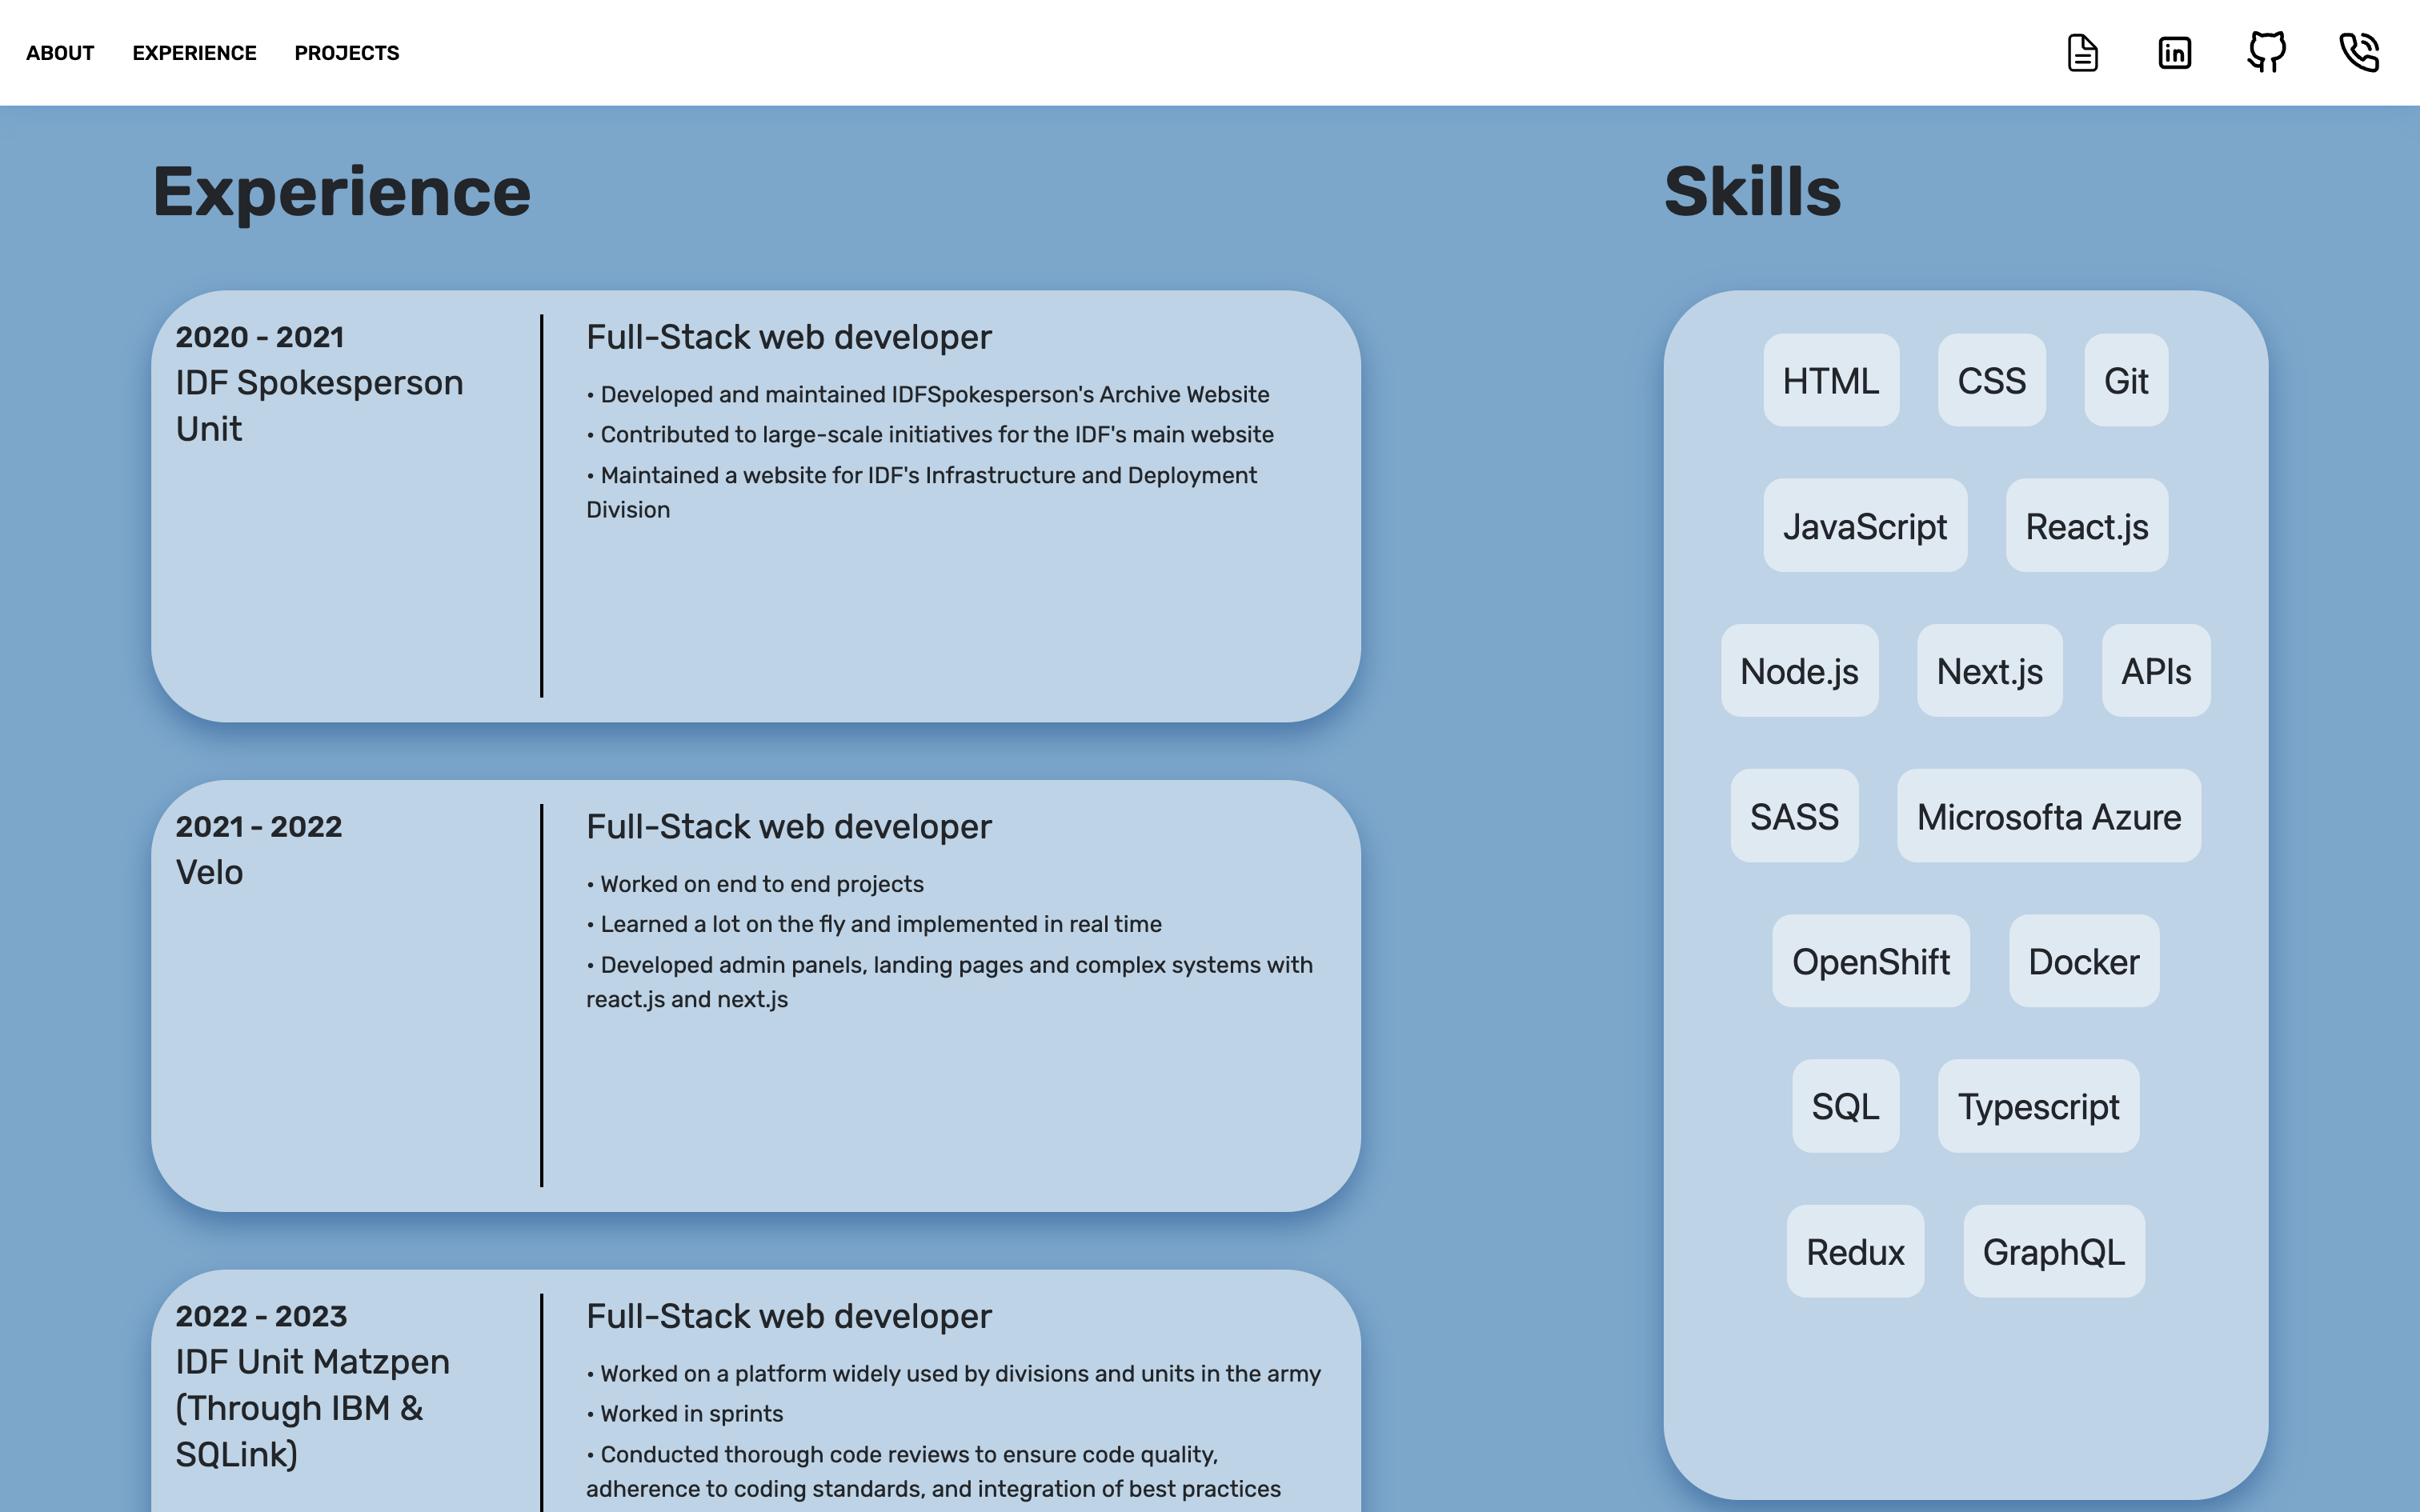 ABOUT EXPERIENCE PROJECTS
in
Experience
2020 - 2021
IDF Spokesperson
Unit
Full-Stack web developer
• Developed and maintained IDFSpokesperson's Archive Website
• Contributed to large-scale initiatives for the IDF's main website
• Maintained a website for IDF's Infrastructure and Deployment
Division
2021 - 2022
Velo
Full-Stack web developer
• Worked on end to end projects
• Learned a lot on the fly and implemented in real time
• Developed admin panels, landing pages and complex systems with
react.js and next.js
2022 - 2023
IDF Unit Matzpen
(Through IBM &
SQLink)
Full-Stack web developer
• Worked on a platform widely used by divisions and units in the army
• Worked in sprints
• Conducted thorough code reviews to ensure code quality,
adherence to coding standards, and integration of best practices
Skills
HTML CSS Git
JavaScript React.js
Node.js Next.js APIs
SASS Microsofta Azure
OpenShift Docker
SQL Typescript
Redux GraphQL